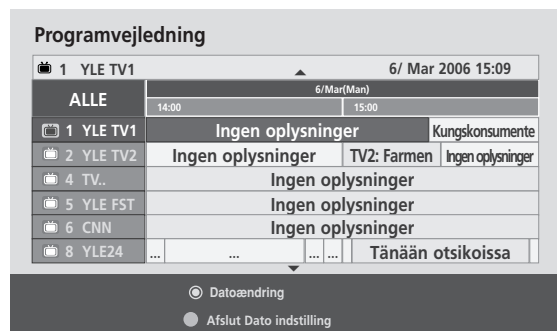 Programvejledning
1 YLE TV1 6/ Mar 2006 15:09
ALLE 6/Mar(Man)
14:00 15:00
1 YLE TV1 Ingen oplysninger Kungskonsumente
2 YLE TV2 Ingen oplysninger TV2: Farmen Ingen oplysninger
4 TV.. Ingen oplysninger
5 YLE FST Ingen oplysninger
6 CNN Ingen oplysninger
8 YLE24 ... ... ... ... Tänään otsikoissa
Datoændring
Afslut Dato indstilling